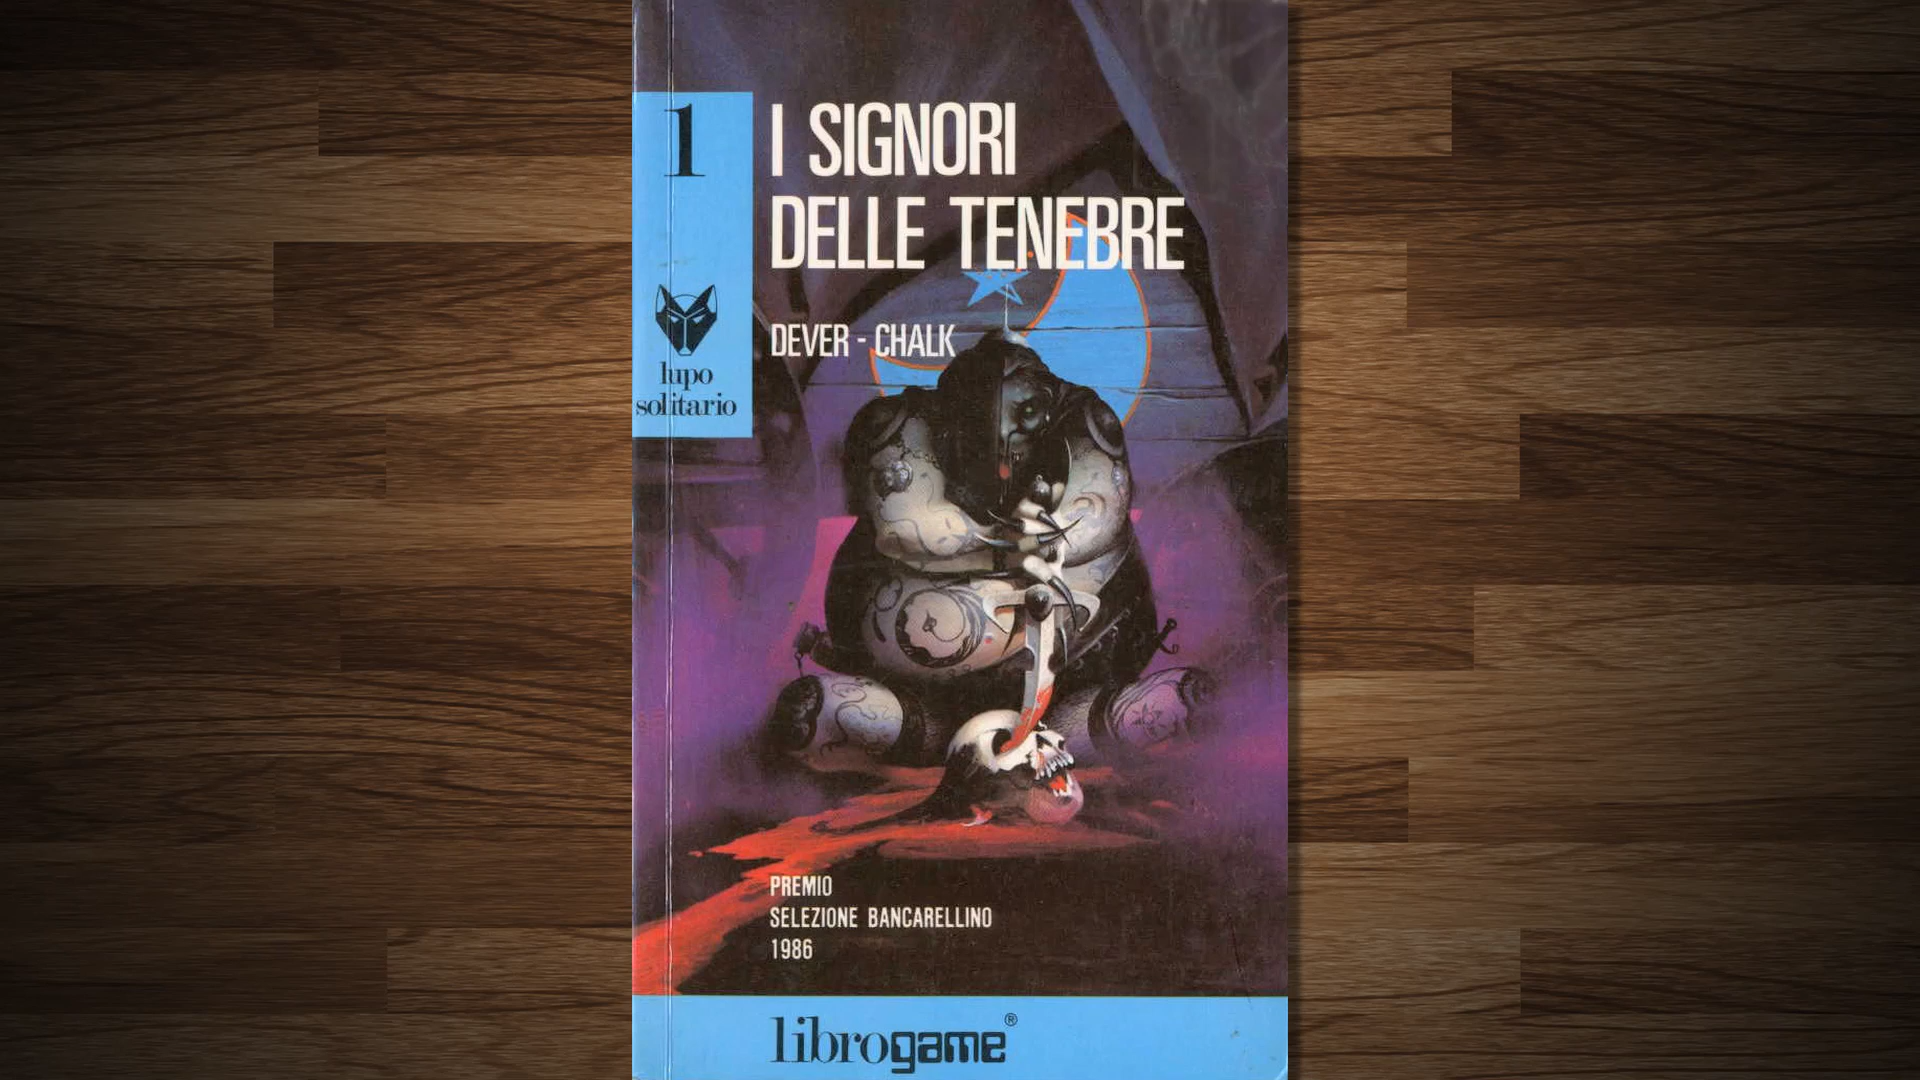 1
I SIGNORI
DELLE TENEBRE
DEVER - CHALK
lupo
solitario
PREMIO
SELEZIONE BANCARELLINO
1986
librogame®